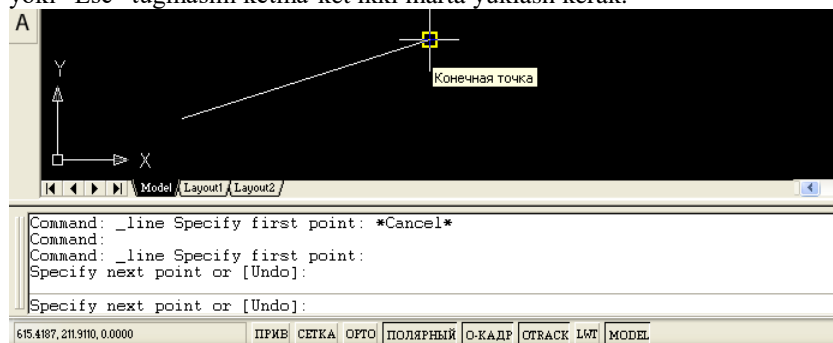 yoki "Esc" tugmasini ketma-ket ikki marta yuklash kerak.
A
Конечная точка
Y
X
Model Layout1 Layout2
Command: _line Specify first point: *Cancel*
Command:
Command: _line Specify first point:
Specify next point or [Undo]:
Specify next point or [Undo]:
615.4187, 211.9110, 0.0000 ПРИВ СЕТКА ОРТО ПОЛЯРНЫЙ О-КАДР OTRACK LWT MODEL